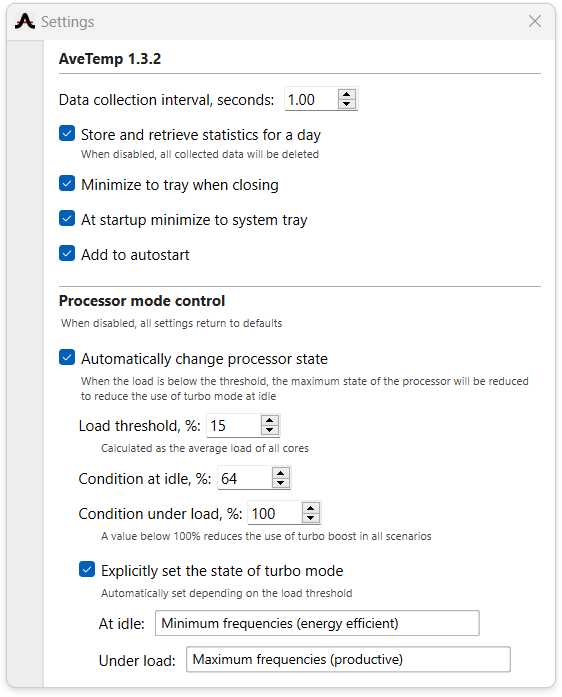 Settings
AveTemp 1.3.2
Data collection interval, seconds: 1.00
Store and retrieve statistics for a day
When disabled, all collected data will be deleted
Minimize to tray when closing
At startup minimize to system tray
Add to autostart
Processor mode control
When disabled, all settings return to defaults
Automatically change processor state
When the load is below the threshold, the maximum state of the processor will be reduced
to reduce the use of turbo mode at idle
Load threshold, %: 15
Calculated as the average load of all cores
Condition at idle, %: 64
Condition under load, %: 100
A value below 100% reduces the use of turbo boost in all scenarios
Explicitly set the state of turbo mode
Automatically set depending on the load threshold
At idle: Minimum frequencies (energy efficient)
Under load: Maximum frequencies (productive)